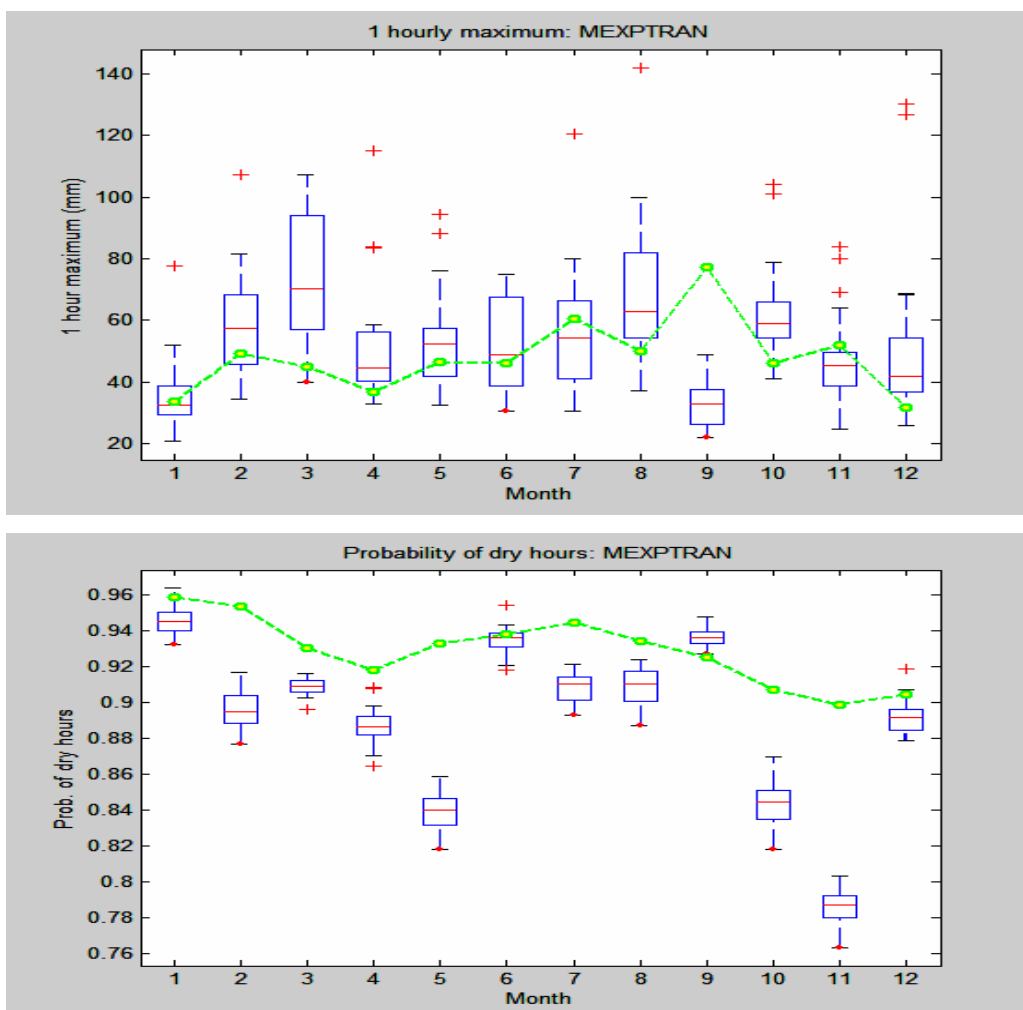 1 hourly maximum: MEXPTRAN
140
120
100
80
60
40
20
1 hour maximum (mm)
1 2 3 4 5 6 7 8 9 10 11 12
Month
Probability of dry hours: MEXPTRAN
0.96
0.94
0.92
0.9
0.88
0.86
0.84
0.82
0.8
0.78
0.76
Prob. of dry hours
1 2 3 4 5 6 7 8 9 10 11 12
Month